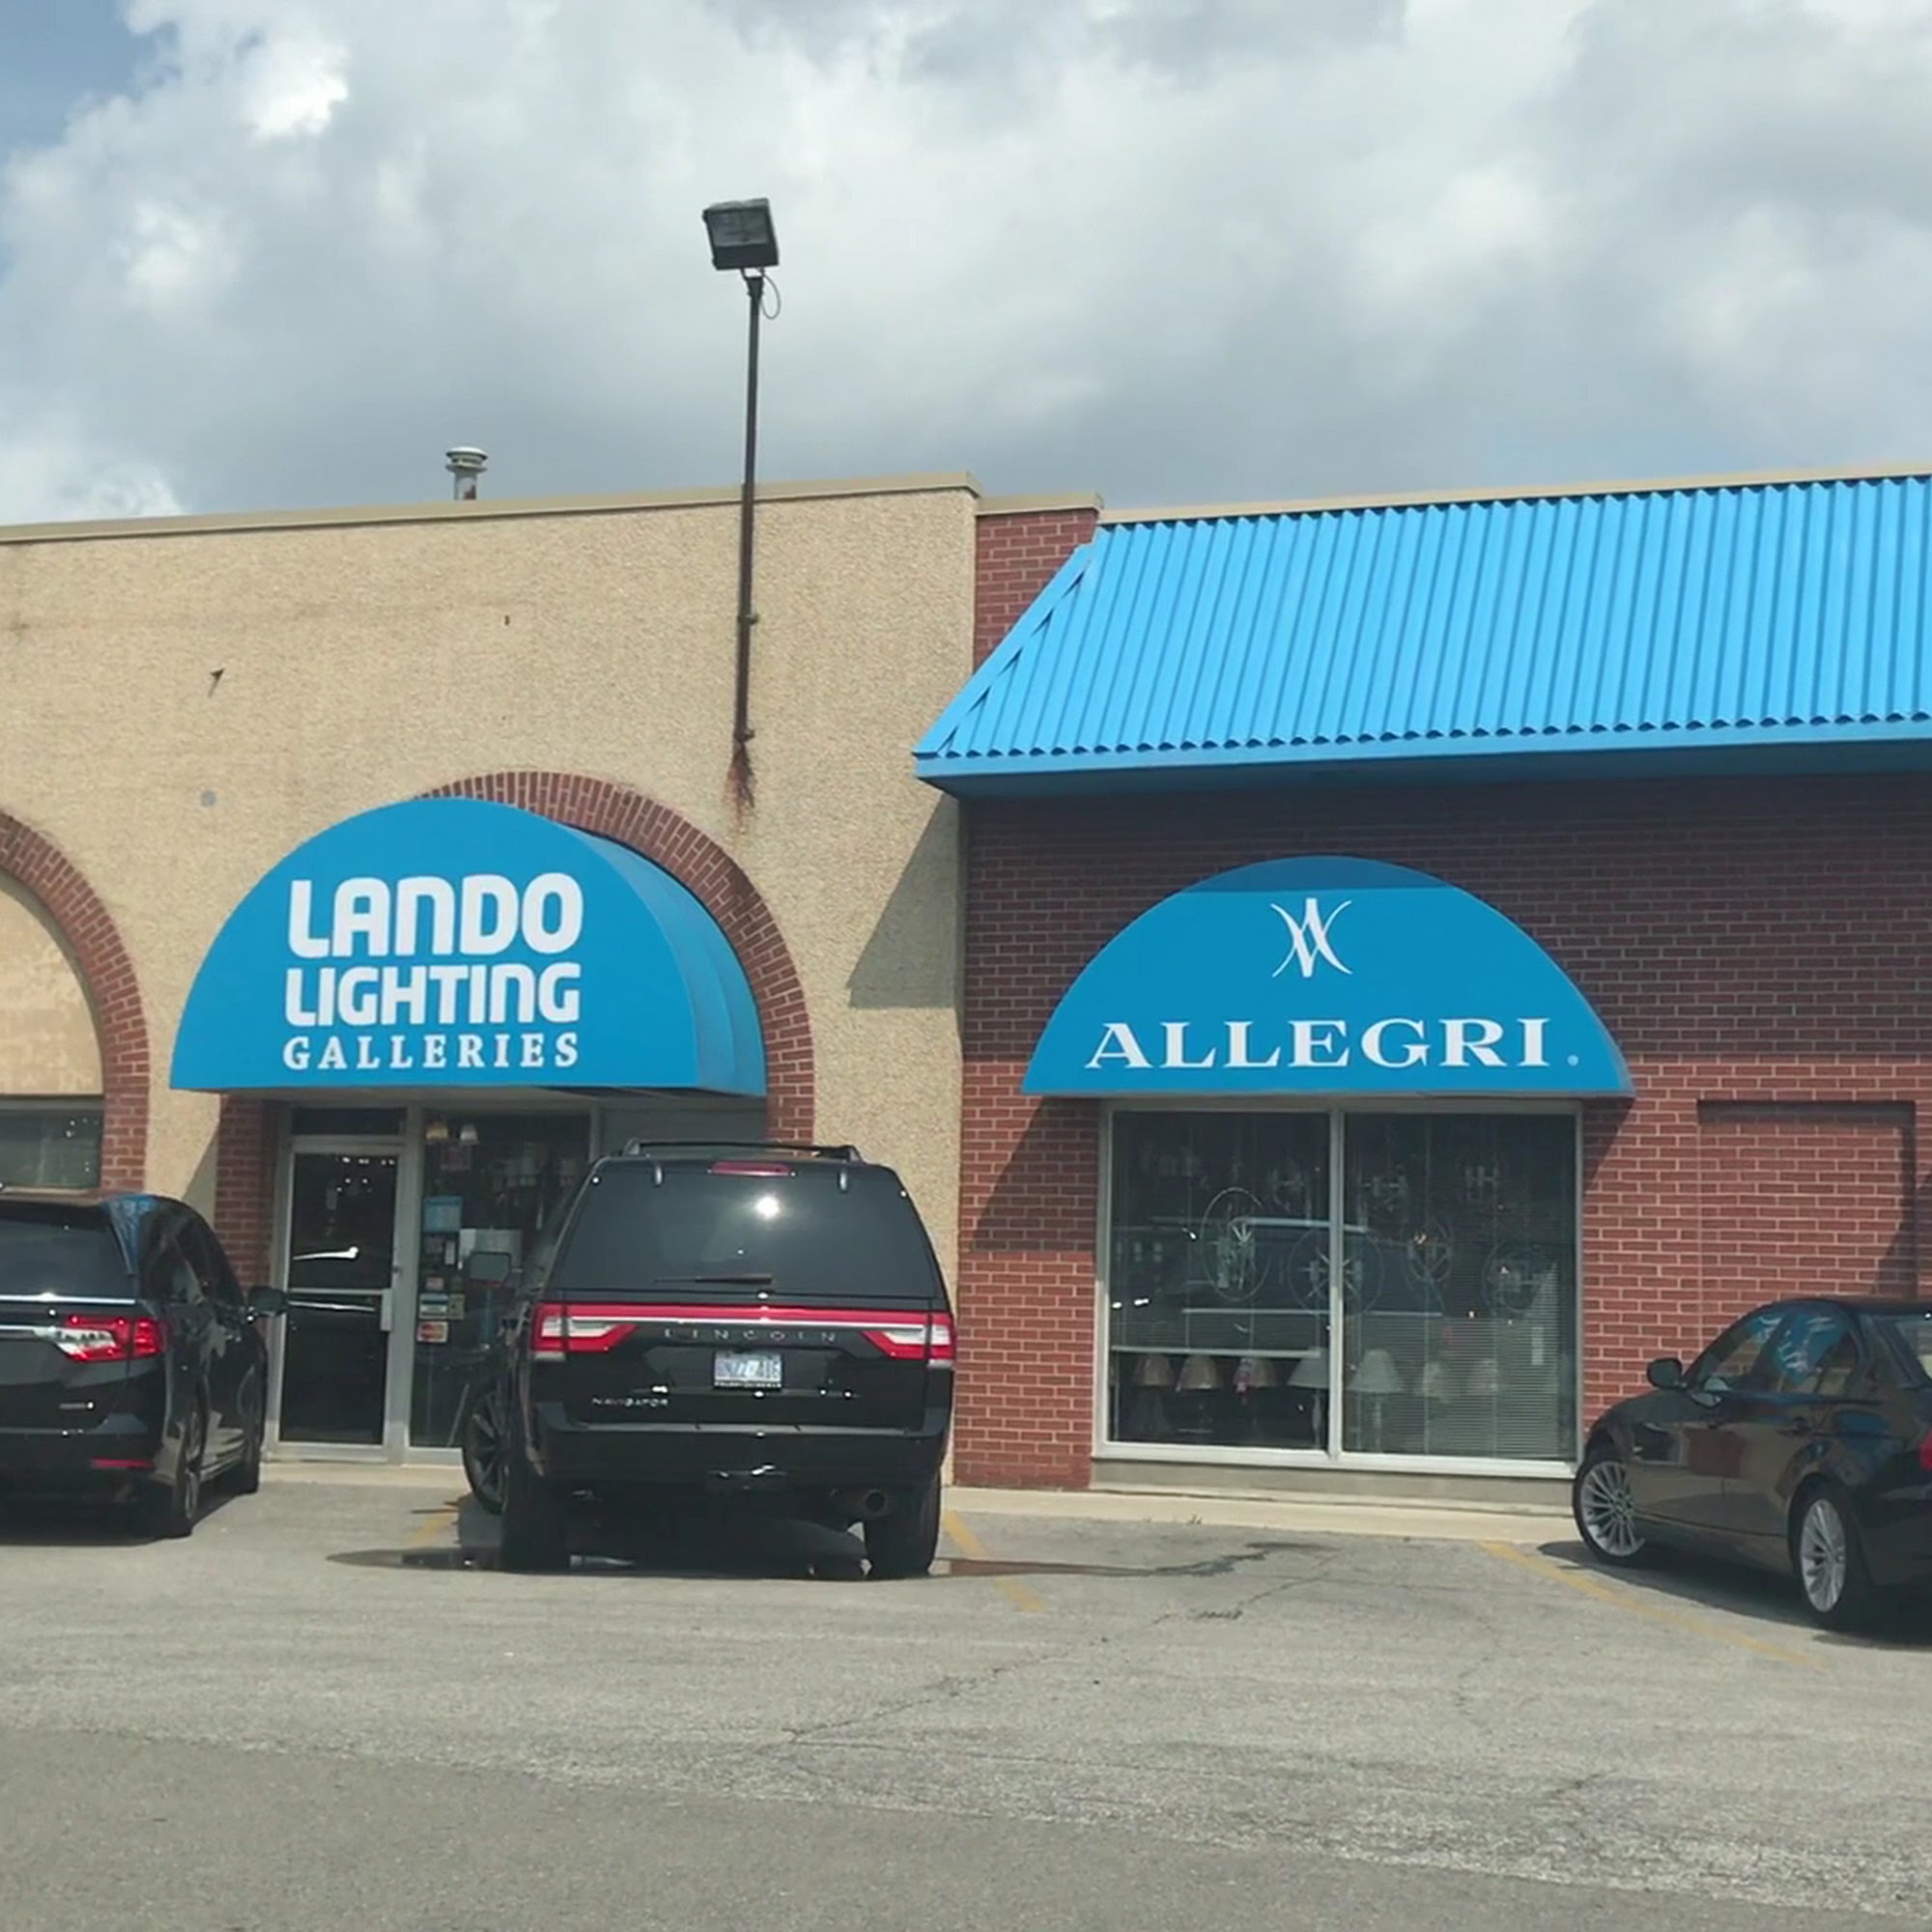 LANDO
LIGHTING
GALLERIES
ALLEGRI®
LINCOLN
NAVIGATOR